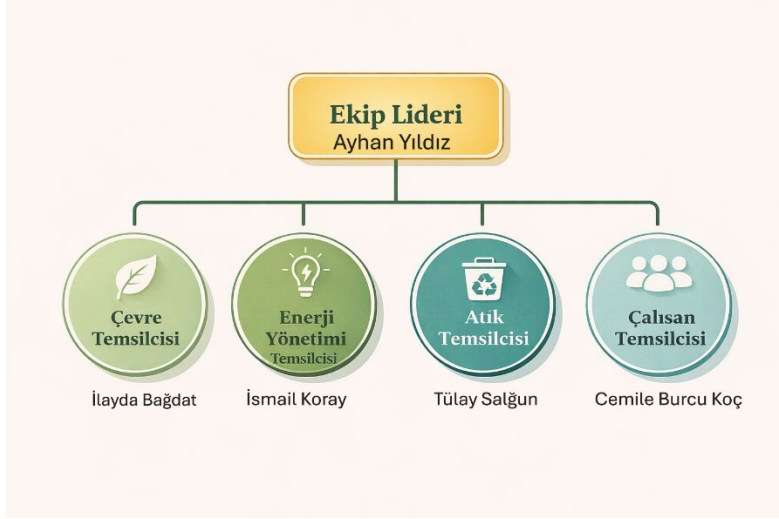 Ekip Lideri
Ayhan Yıldız
Çevre
Temsilcisi
Enerji
Yönetimi
Temsilcisi
Atık
Temsilcisi
Çalısan
Temsilcisi
İlayda Bağdat
İsmail Koray
Tülay Salğun
Cemile Burcu Koç